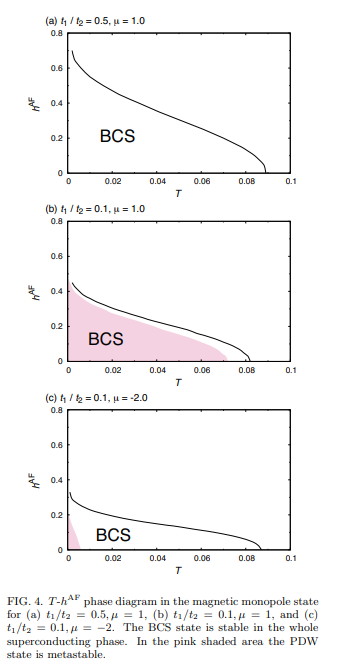 (a) t₁ / t₂ = 0.5, μ = 1.0
0.8
0.6
0.4
0.2
0
hᴬᶠ
BCS
0 0.02 0.04 0.06 0.08 0.1
T
(b) t₁ / t₂ = 0.1, μ = 1.0
0.8
0.6
0.4
0.2
0
hᴬᶠ
BCS
0 0.02 0.04 0.06 0.08 0.1
T
(c) t₁ / t₂ = 0.1, μ = -2.0
0.8
0.6
0.4
0.2
0
hᴬᶠ
BCS
0 0.02 0.04 0.06 0.08 0.1
T
FIG. 4. T-hᴬᶠ phase diagram in the magnetic monopole state
for (a) t₁/t₂ = 0.5, μ = 1, (b) t₁/t₂ = 0.1, μ = 1, and (c)
t₁/t₂ = 0.1, μ = −2. The BCS state is stable in the whole
superconducting phase. In the pink shaded area the PDW
state is metastable.